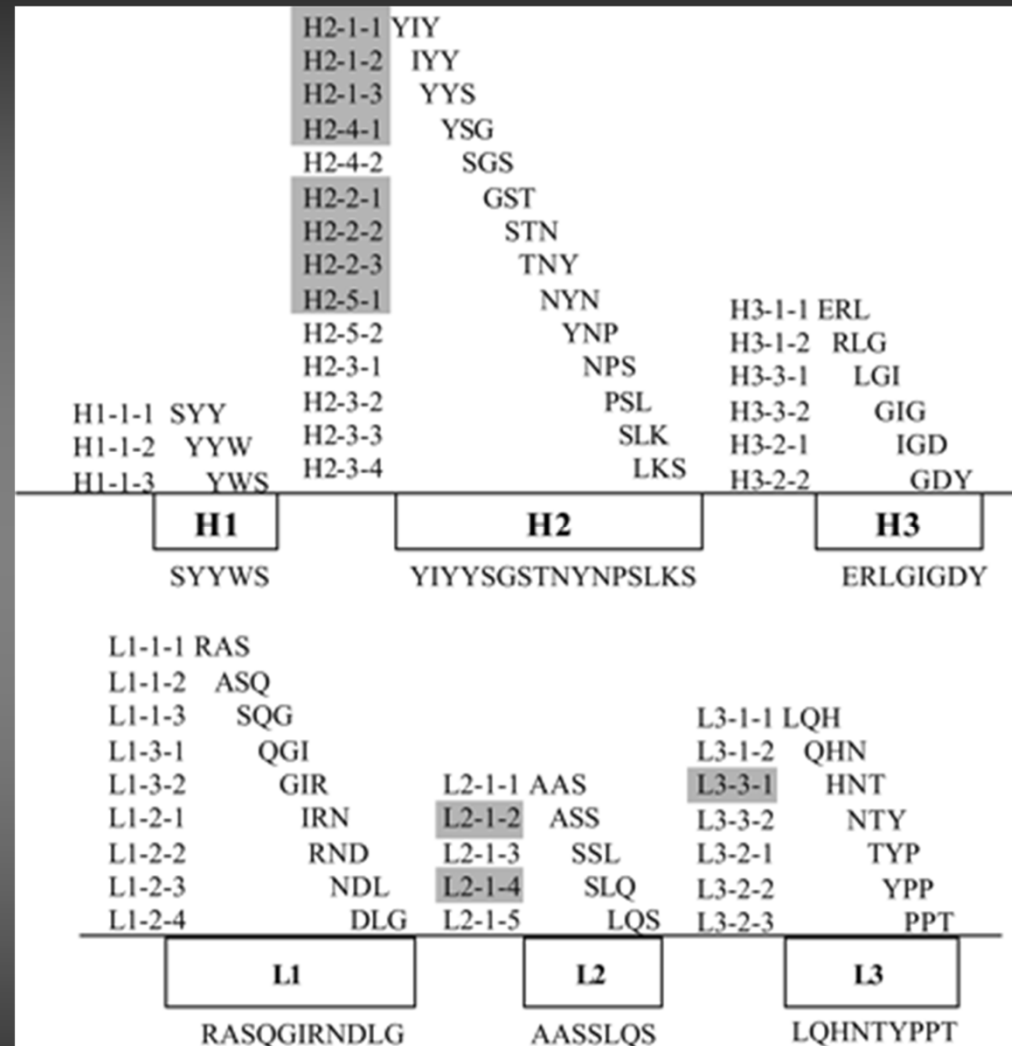 H2-1-1 YIY
H2-1-2 IYY
H2-1-3 YYS
H2-4-1 YSG
H2-4-2 SGS
H2-2-1 GST
H2-2-2 STN
H2-2-3 TNY
H2-5-1 NYN
H2-5-2 YNP
H2-3-1 NPS
H2-3-2 PSL
H2-3-3 SLK
H2-3-4 LKS
H1-1-1 SYY
H1-1-2 YYW
H1-1-3 YWS
H3-1-1 ERL
H3-1-2 RLG
H3-3-1 LGI
H3-3-2 GIG
H3-2-1 IGD
H3-2-2 GDY
H1 H2 H3
SYYWS YIYYSGSTNYNPSLKS ERLGIGDY
L1-1-1 RAS
L1-1-2 ASQ
L1-1-3 SQG
L1-3-1 QGI
L1-3-2 GIR
L1-2-1 IRN
L1-2-2 RND
L1-2-3 NDL
L1-2-4 DLG
L2-1-1 AAS
L2-1-2 ASS
L2-1-3 SSL
L2-1-4 SLQ
L2-1-5 LQS
L3-1-1 LQH
L3-1-2 QHN
L3-3-1 HNT
L3-3-2 NTY
L3-2-1 TYP
L3-2-2 YPP
L3-2-3 PPT
L1 L2 L3
RASQGIRNDLG AASSLQS LQHNTYPPT